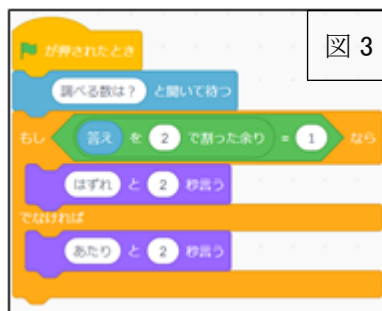 図 3
が押されたとき
調べる数は？ と聞いて待つ
もし 答え を 2 で割った余り = 1 なら
はずれ と 2 秒言う
でなければ
あたり と 2 秒言う